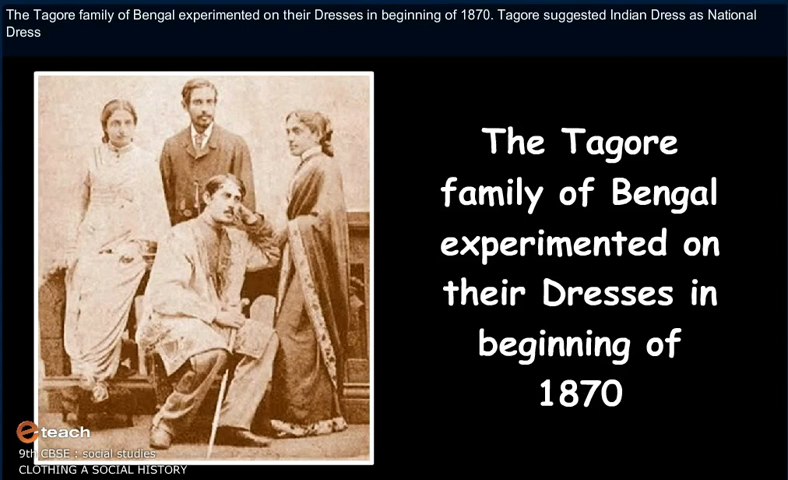 The Tagore family of Bengal experimented on their Dresses in beginning of 1870. Tagore suggested Indian Dress as National
Dress
The Tagore
family of Bengal
experimented on
their Dresses in
beginning of
1870
eteach
9th CBSE : social studies
CLOTHING A SOCIAL HISTORY